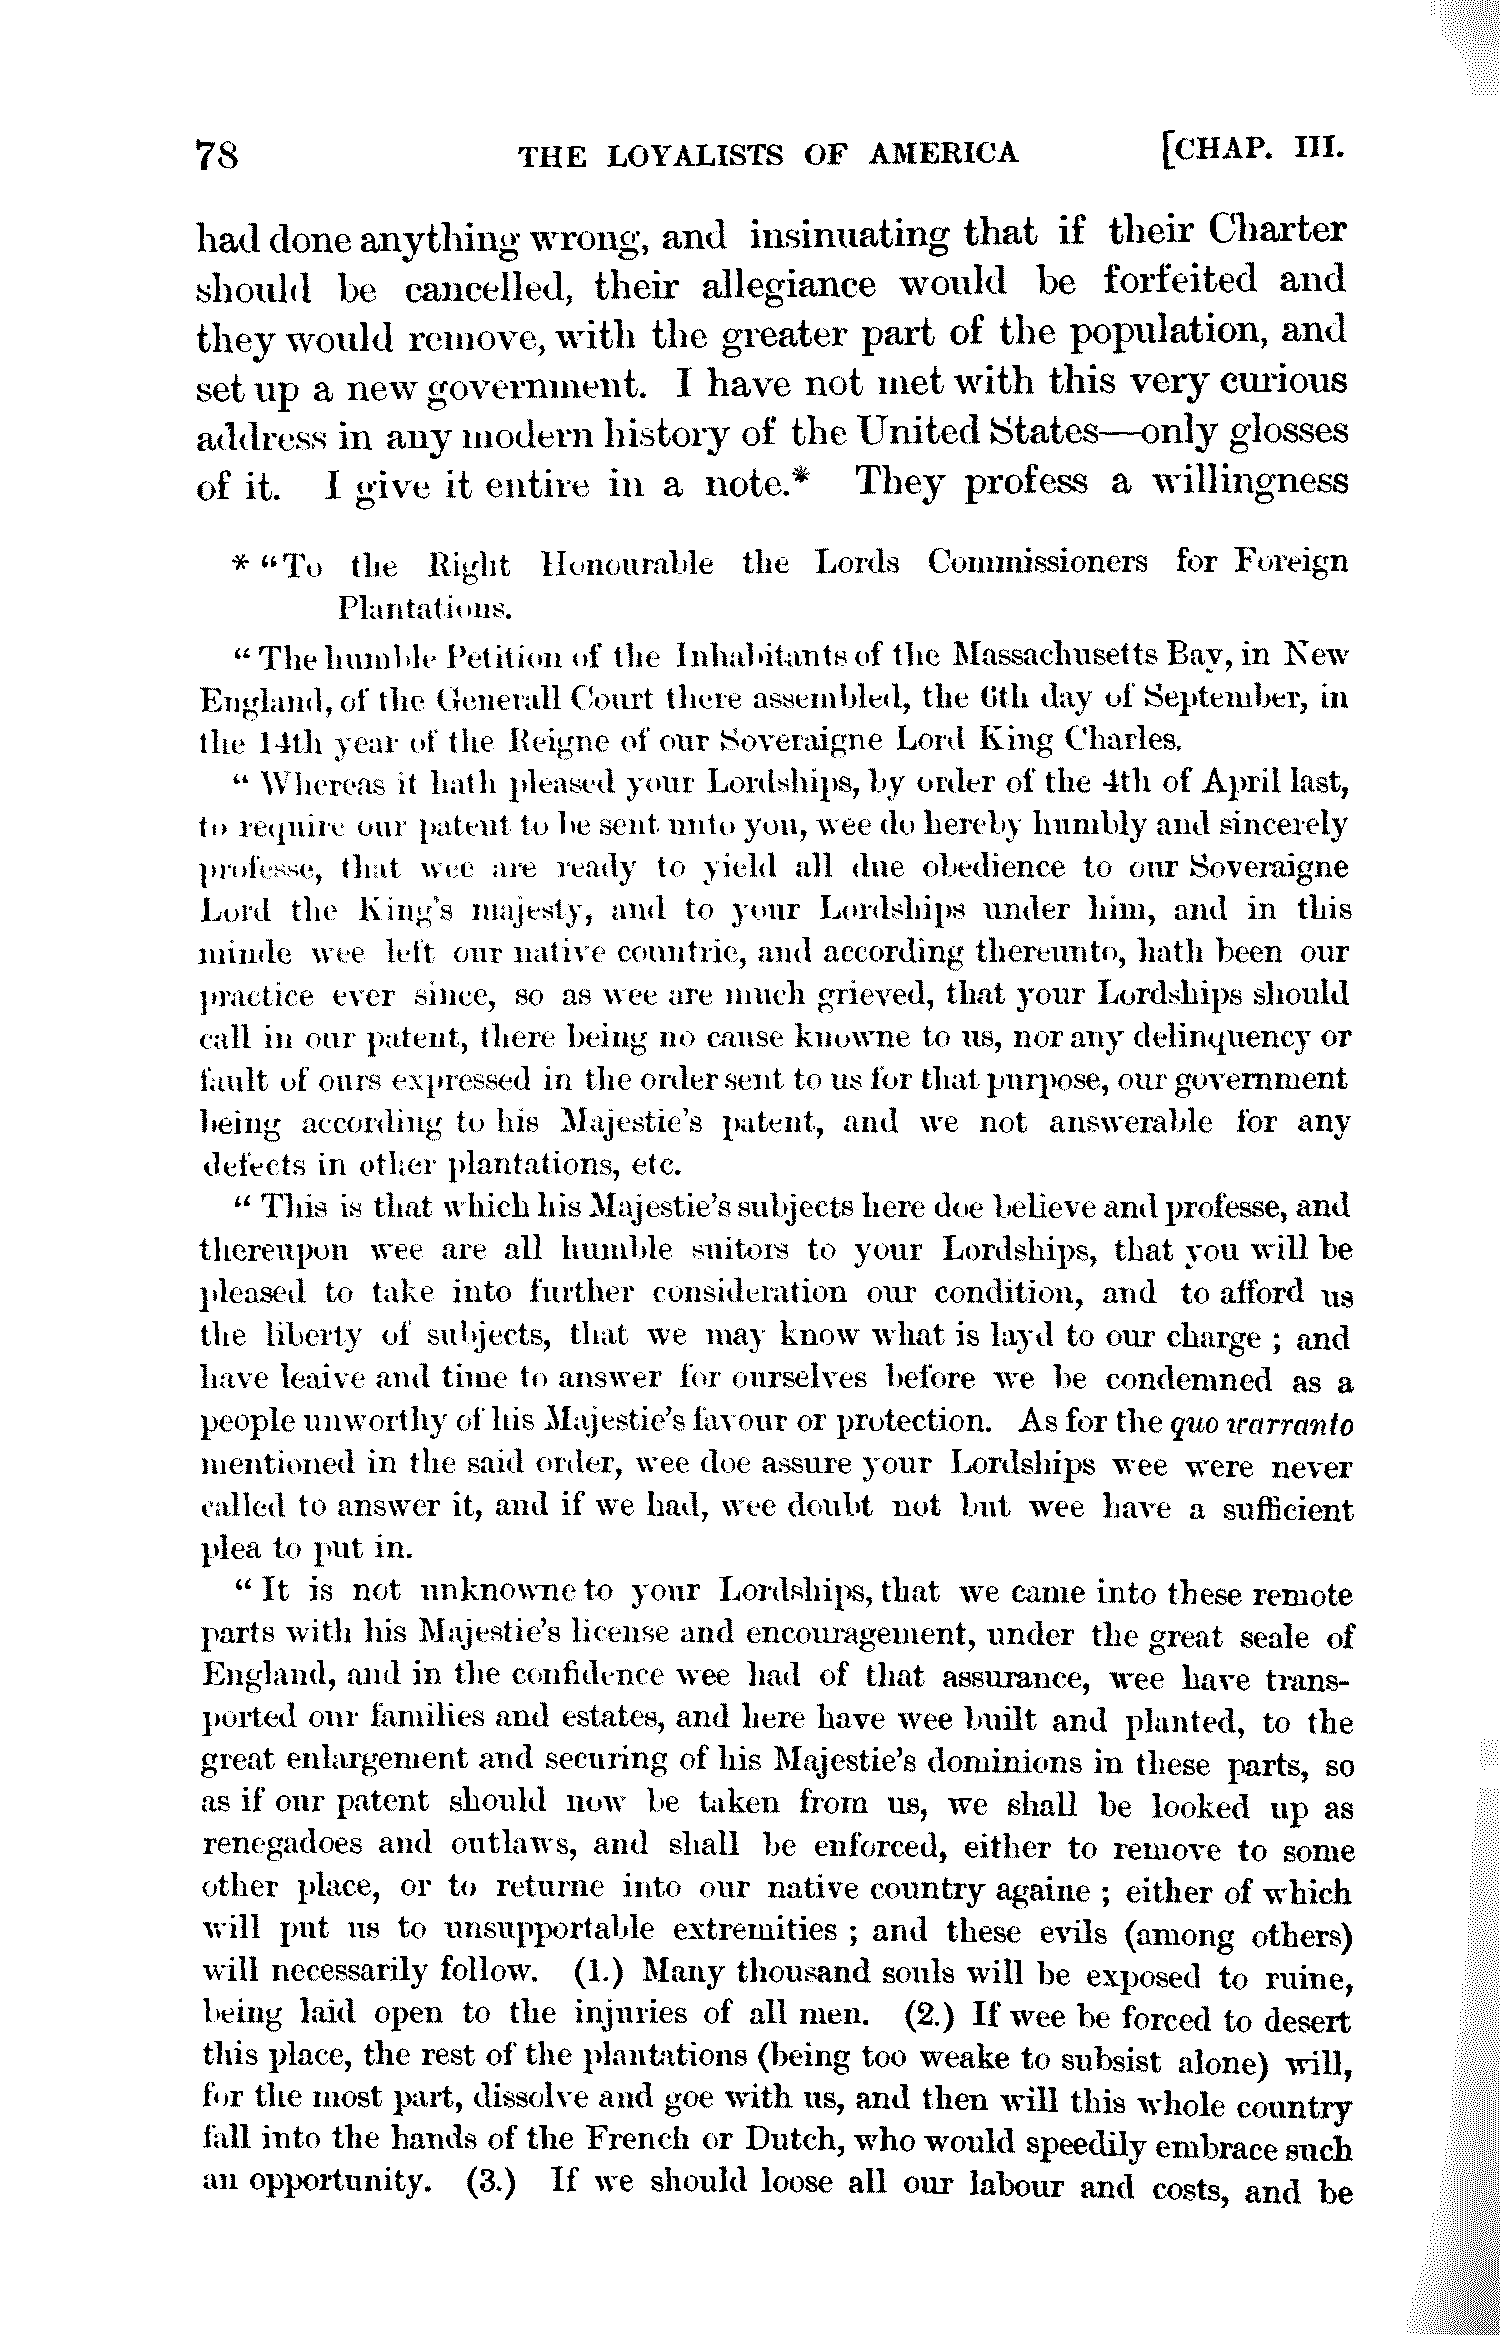 78 THE LOYALISTS OF AMERICA [CHAP. III.
had done anything wrong, and insinuating that if their Charter
should be cancelled, their allegiance would be forfeited and
they would remove, with the greater part of the population, and
set up a new government. I have not met with this very curious
address in any modern history of the United States—only glosses
of it. I give it entire in a note.* They profess a willingness
* "To the Right Honourable the Lords Commissioners for Foreign
Plantations.
"The humble Petition of the Inhabitants of the Massachusetts Bay, in New
England, of the Generall Court there assembled, the 6th day of September, in
the 14th year of the Reigne of our Soveraigne Lord King Charles.
"Whereas it hath pleased your Lordships, by order of the 4th of April last,
to require our patent to be sent unto you, wee do hereby humbly and sincerely
professe, that wee are ready to yield all due obedience to our Soveraigne
Lord the King's majesty, and to your Lordships under him, and in this
minde wee left our native countrie, and according thereunto, hath been our
practice ever since, so as wee are much grieved, that your Lordships should
call in our patent, there being no cause knowne to us, nor any delinquency or
fault of ours expressed in the order sent to us for that purpose, our government
being according to his Majestie's patent, and we not answerable for any
defects in other plantations, etc.
"This is that which his Majestie's subjects here doe believe and professe, and
thereupon wee are all humble suitors to your Lordships, that you will be
pleased to take into further consideration our condition, and to afford us
the liberty of subjects, that we may know what is layd to our charge ; and
have leaive and time to answer for ourselves before we be condemned as a
people unworthy of his Majestie's favour or protection. As for the quo warranto
mentioned in the said order, wee doe assure your Lordships wee were never
called to answer it, and if we had, wee doubt not but wee have a sufficient
plea to put in.
"It is not unknowne to your Lordships, that we came into these remote
parts with his Majestie's license and encouragement, under the great seale of
England, and in the confidence wee had of that assurance, wee have trans-
ported our families and estates, and here have wee built and planted, to the
great enlargement and securing of his Majestie's dominions in these parts, so
as if our patent should now be taken from us, we shall be looked up as
renegadoes and outlaws, and shall be enforced, either to remove to some
other place, or to returne into our native country againe ; either of which
will put us to unsupportable extremities ; and these evils (among others)
will necessarily follow. (1.) Many thousand souls will be exposed to ruine,
being laid open to the injuries of all men. (2.) If wee be forced to desert
this place, the rest of the plantations (being too weake to subsist alone) will,
for the most part, dissolve and goe with us, and then will this whole country
fall into the hands of the French or Dutch, who would speedily embrace such
an opportunity. (3.) If we should loose all our labour and costs, and be